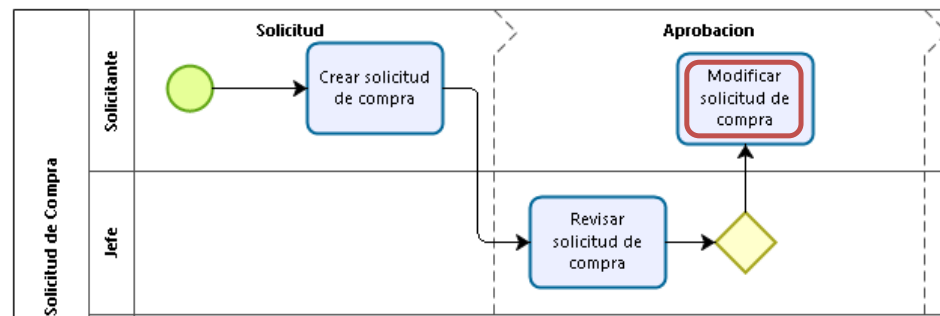 Solicitud de Compra
Solicitante
Jefe
Solicitud
Aprobacion
Crear solicitud
de compra
Modificar
solicitud de
compra
Revisar
solicitud de
compra